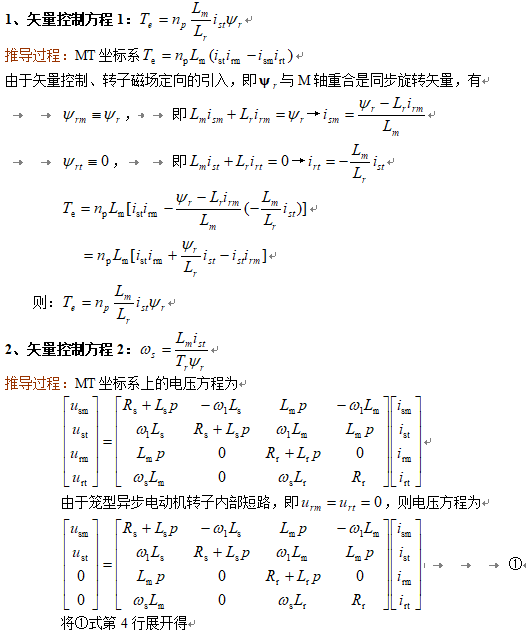 1、矢量控制方程 1: $T_e = n_p \frac{L_m}{L_r} i_{st} \psi_r$
推导过程:MT 坐标系 $T_e = n_p L_m (i_{st} i_{rm} - i_{sm} i_{rt})$
由于矢量控制、转子磁场定向的引入，即 $\psi_r$ 与 M 轴重合是同步旋转矢量，有
→ → $\psi_{rm} \equiv \psi_r$，→ → 即 $L_m i_{sm} + L_r i_{rm} = \psi_r \rightarrow i_{sm} = \frac{\psi_r - L_r i_{rm}}{L_m}$
→ → $\psi_{rt} \equiv 0$，→ → 即 $L_m i_{st} + L_r i_{rt} = 0 \rightarrow i_{rt} = -\frac{L_m}{L_r} i_{st}$
$T_e = n_p L_m [i_{st} i_{rm} - \frac{\psi_r - L_r i_{rm}}{L_m} (-\frac{L_m}{L_r} i_{st})]$
$= n_p L_m [i_{st} i_{rm} + \frac{\psi_r}{L_r} i_{st} - i_{st} i_{rm}]$
则: $T_e = n_p \frac{L_m}{L_r} i_{st} \psi_r$
2、矢量控制方程 2: $\omega_s = \frac{L_m i_{st}}{T_r \psi_r}$
推导过程:MT 坐标系上的电压方程为
$\begin{bmatrix} u_{sm} \\ u_{st} \\ u_{rm} \\ u_{rt} \end{bmatrix} = \begin{bmatrix} R_s + L_s p & -\omega_1 L_s & L_m p & -\omega_1 L_m \\ \omega_1 L_s & R_s + L_s p & \omega_1 L_m & L_m p \\ L_m p & 0 & R_r + L_r p & 0 \\ \omega_s L_m & 0 & \omega_s L_r & R_r \end{bmatrix} \begin{bmatrix} i_{sm} \\ i_{st} \\ i_{rm} \\ i_{rt} \end{bmatrix}$
由于笼型异步电动机转子内部短路，即 $u_{rm} = u_{rt} = 0$，则电压方程为
$\begin{bmatrix} u_{sm} \\ u_{st} \\ 0 \\ 0 \end{bmatrix} = \begin{bmatrix} R_s + L_s p & -\omega_1 L_s & L_m p & -\omega_1 L_m \\ \omega_1 L_s & R_s + L_s p & \omega_1 L_m & L_m p \\ L_m p & 0 & R_r + L_r p & 0 \\ \omega_s L_m & 0 & \omega_s L_r & R_r \end{bmatrix} \begin{bmatrix} i_{sm} \\ i_{st} \\ i_{rm} \\ i_{rt} \end{bmatrix}$ → → → ①
将①式第 4 行展开得